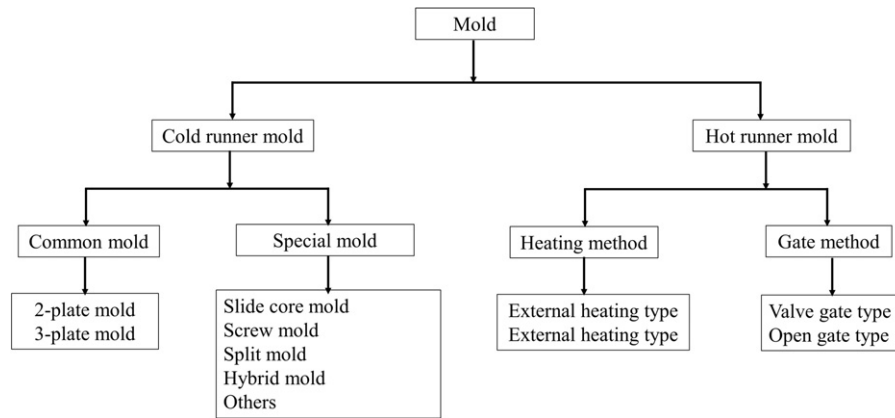 Mold
Cold runner mold
Hot runner mold
Common mold
Special mold
Heating method
Gate method
2-plate mold
3-plate mold
Slide core mold
Screw mold
Split mold
Hybrid mold
Others
External heating type
External heating type
Valve gate type
Open gate type